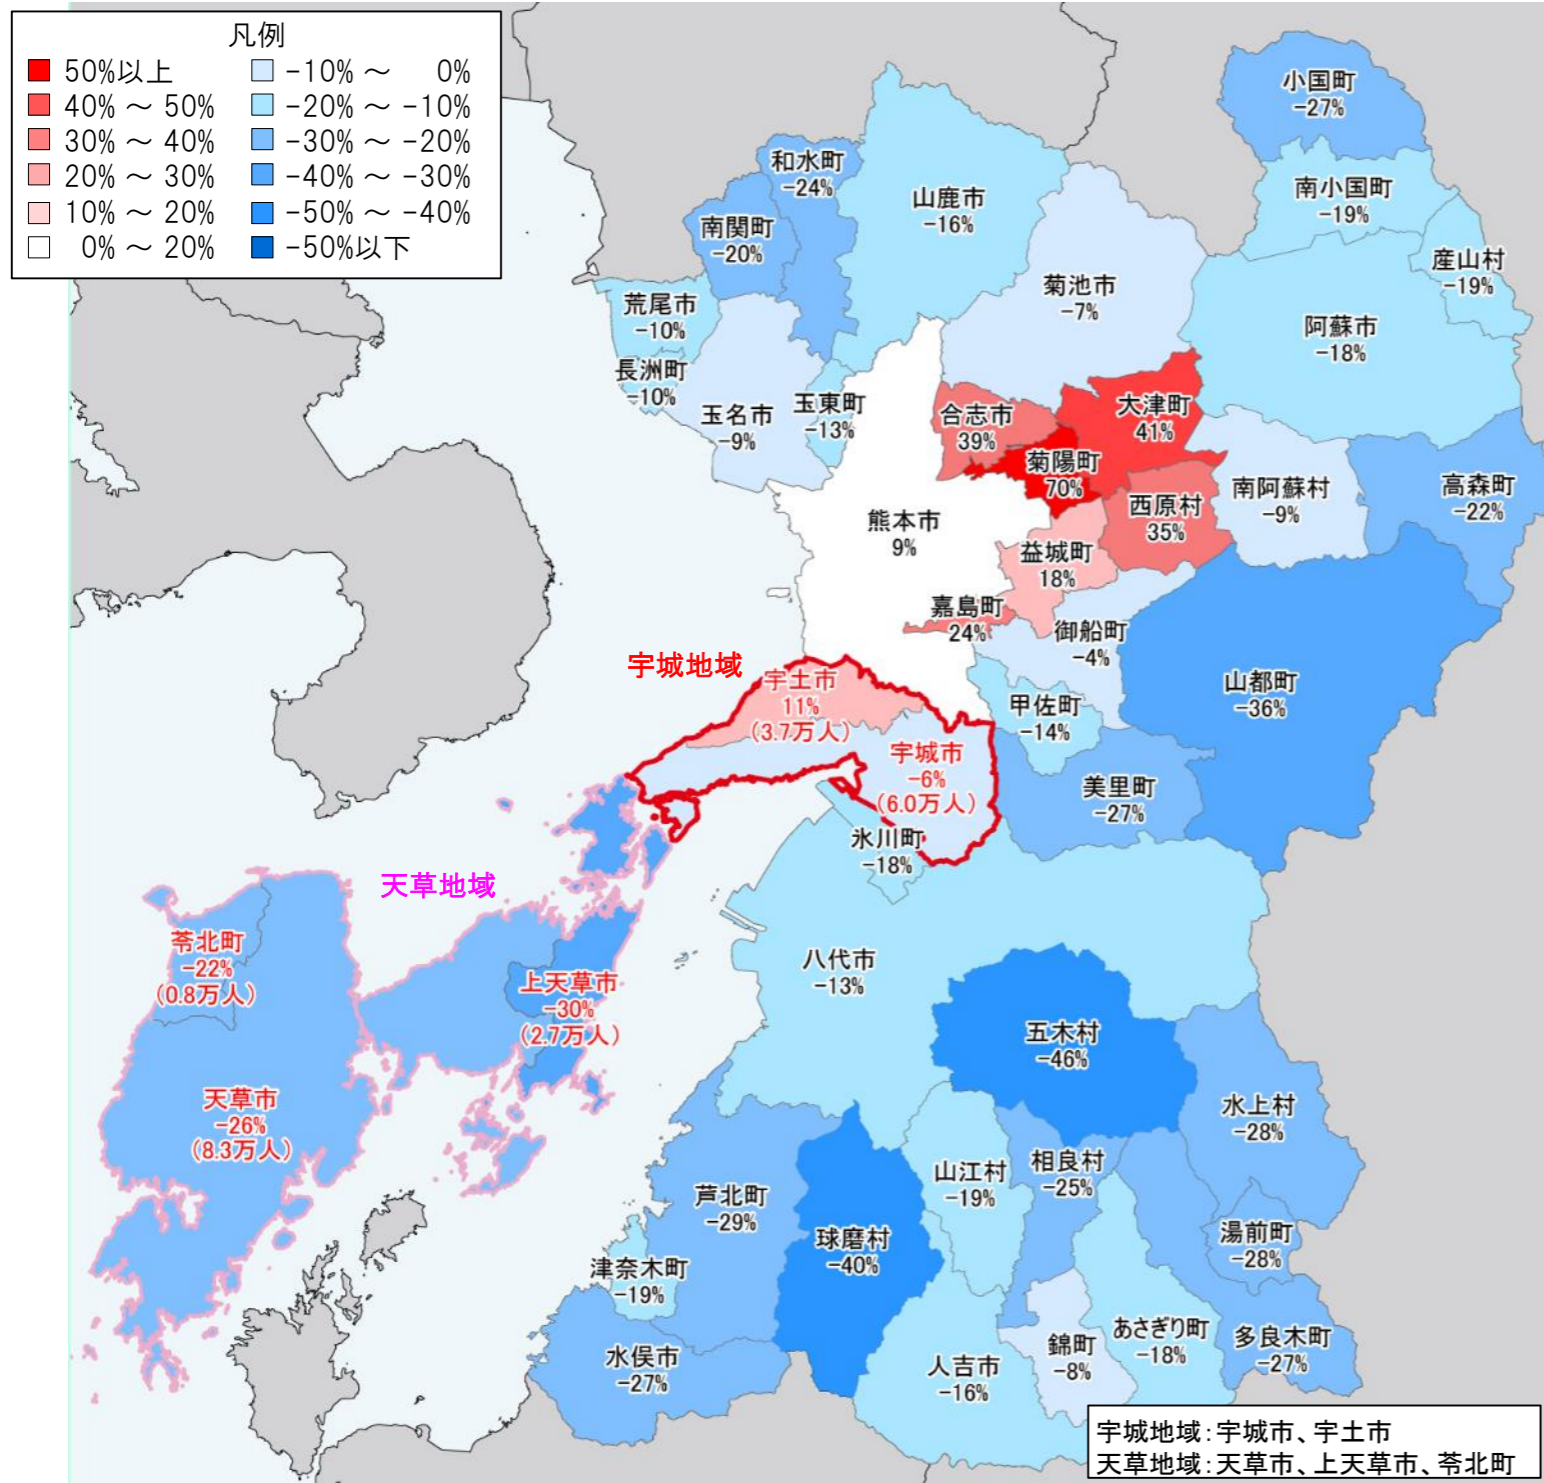 凡例
50%以上
40% ～ 50%
30% ～ 40%
20% ～ 30%
10% ～ 20%
0% ～ 20%
-10% ～ 0%
-20% ～ -10%
-30% ～ -20%
-40% ～ -30%
-50% ～ -40%
-50%以下
小国町
-27%
和水町
-24%
山鹿市
-16%
南小国町
-19%
南関町
-20%
産山村
-19%
菊池市
-7%
荒尾市
-10%
阿蘇市
-18%
長洲町
-10%
玉名市
-9%
玉東町
-13%
合志市
39%
大津町
41%
菊陽町
70%
西原村
35%
南阿蘇村
-9%
高森町
-22%
熊本市
9%
益城町
18%
嘉島町
24%
御船町
-4%
宇城地域
宇土市
11%
(3.7万人)
甲佐町
-14%
山都町
-36%
宇城市
-6%
(6.0万人)
美里町
-27%
氷川町
-18%
天草地域
苓北町
-22%
(0.8万人)
上天草市
-30%
(2.7万人)
八代市
-13%
五木村
-46%
天草市
-26%
(8.3万人)
水上村
-28%
山江村
-19%
相良村
-25%
芦北町
-29%
球磨村
-40%
湯前町
-28%
津奈木町
-19%
水俣市
-27%
人吉市
-16%
錦町
-8%
あさぎり町
-18%
多良木町
-27%
宇城地域：宇城市、宇土市
天草地域：天草市、上天草市、苓北町